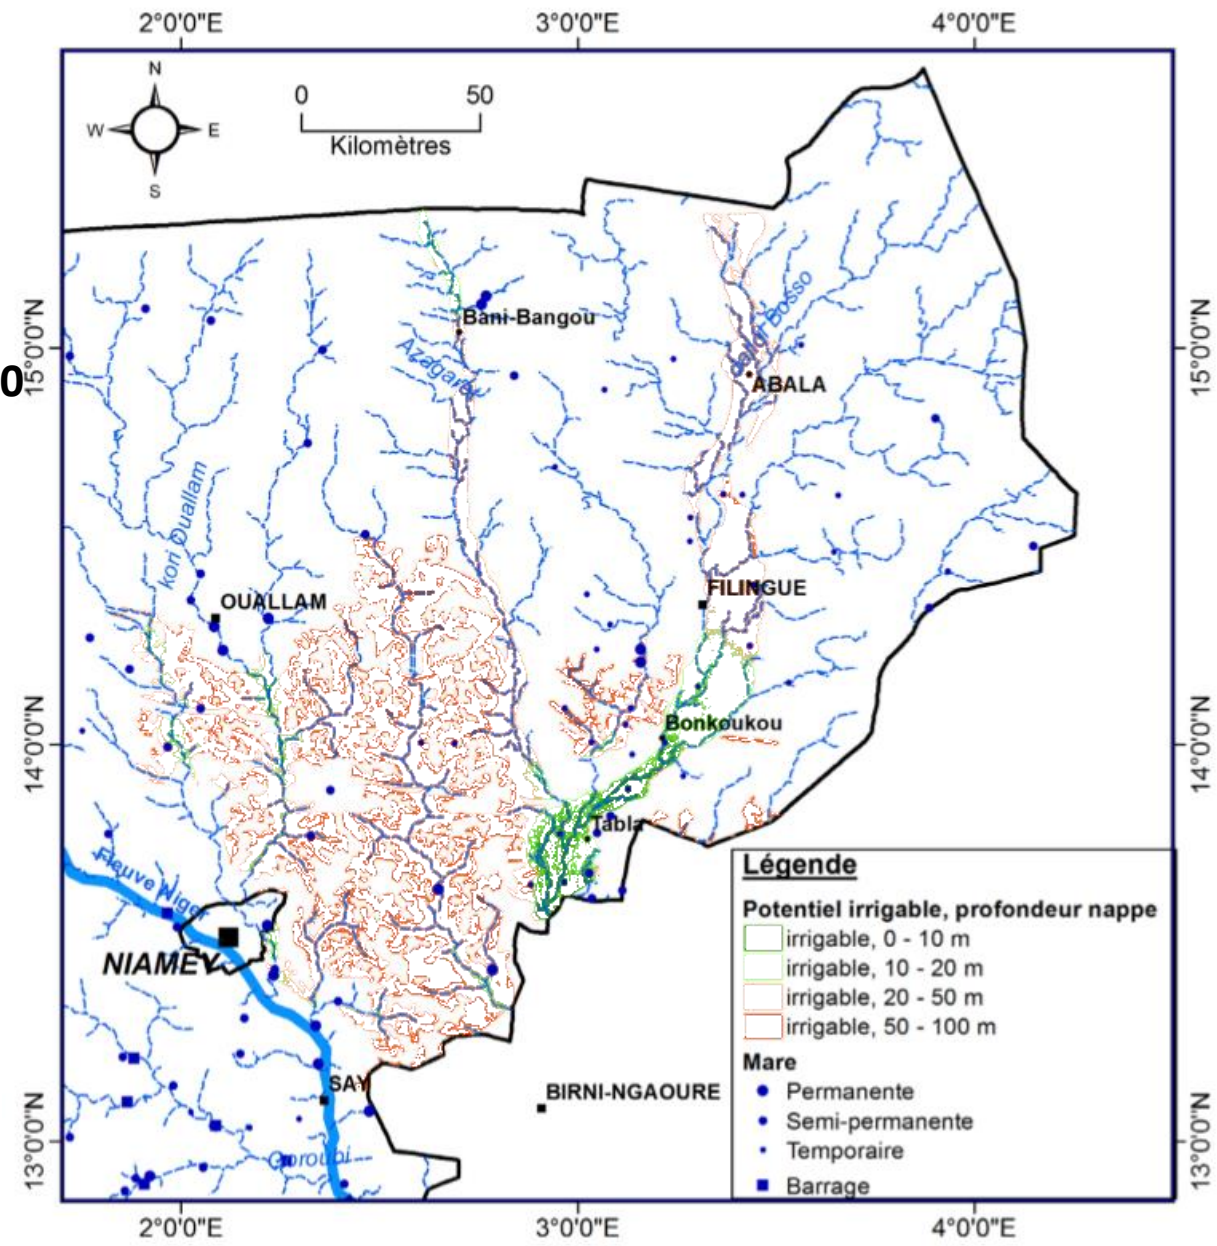 2°0'0"E 3°0'0"E 4°0'0"E
N
W E
S
0 50
Kilomètres
15°0'0"N
15°0'0"N
0
Bani-Bangou
Azagaret
dallol Bosso
ABALA
kori Ouallam
OUALLAM
FILINGUE
Bonkoukou
14°0'0"N
14°0'0"N
Tabla
Fleuve Niger
NIAMEY
SAY
BIRNI-NGAOURE
Goroubi
13°0'0"N
13°0'0"N
Légende
Potentiel irrigable, profondeur nappe
irrigable, 0 - 10 m
irrigable, 10 - 20 m
irrigable, 20 - 50 m
irrigable, 50 - 100 m
Mare
Permanente
Semi-permanente
Temporaire
Barrage
2°0'0"E 3°0'0"E 4°0'0"E